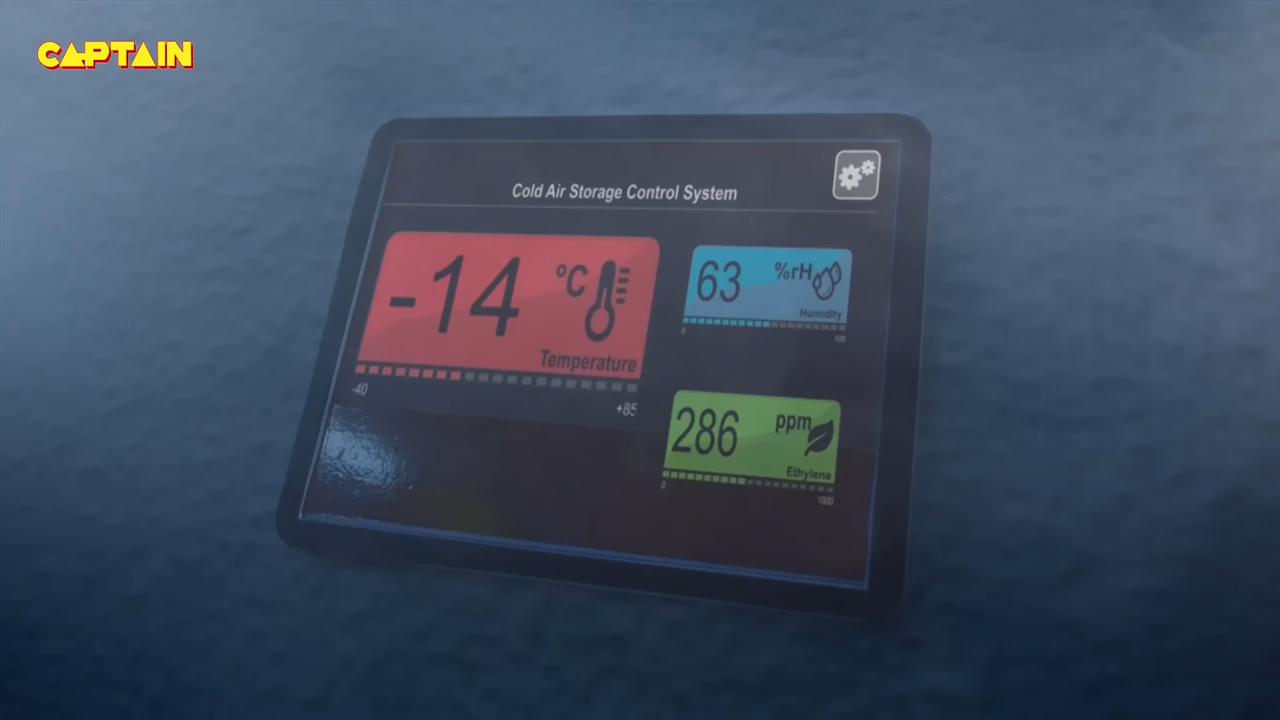 CAPTAIN
Cold Air Storage Control System
-14 °C
Temperature
-40 +85
63 %rH
Humidity
0 100
286 ppm
Ethylene
0 1000